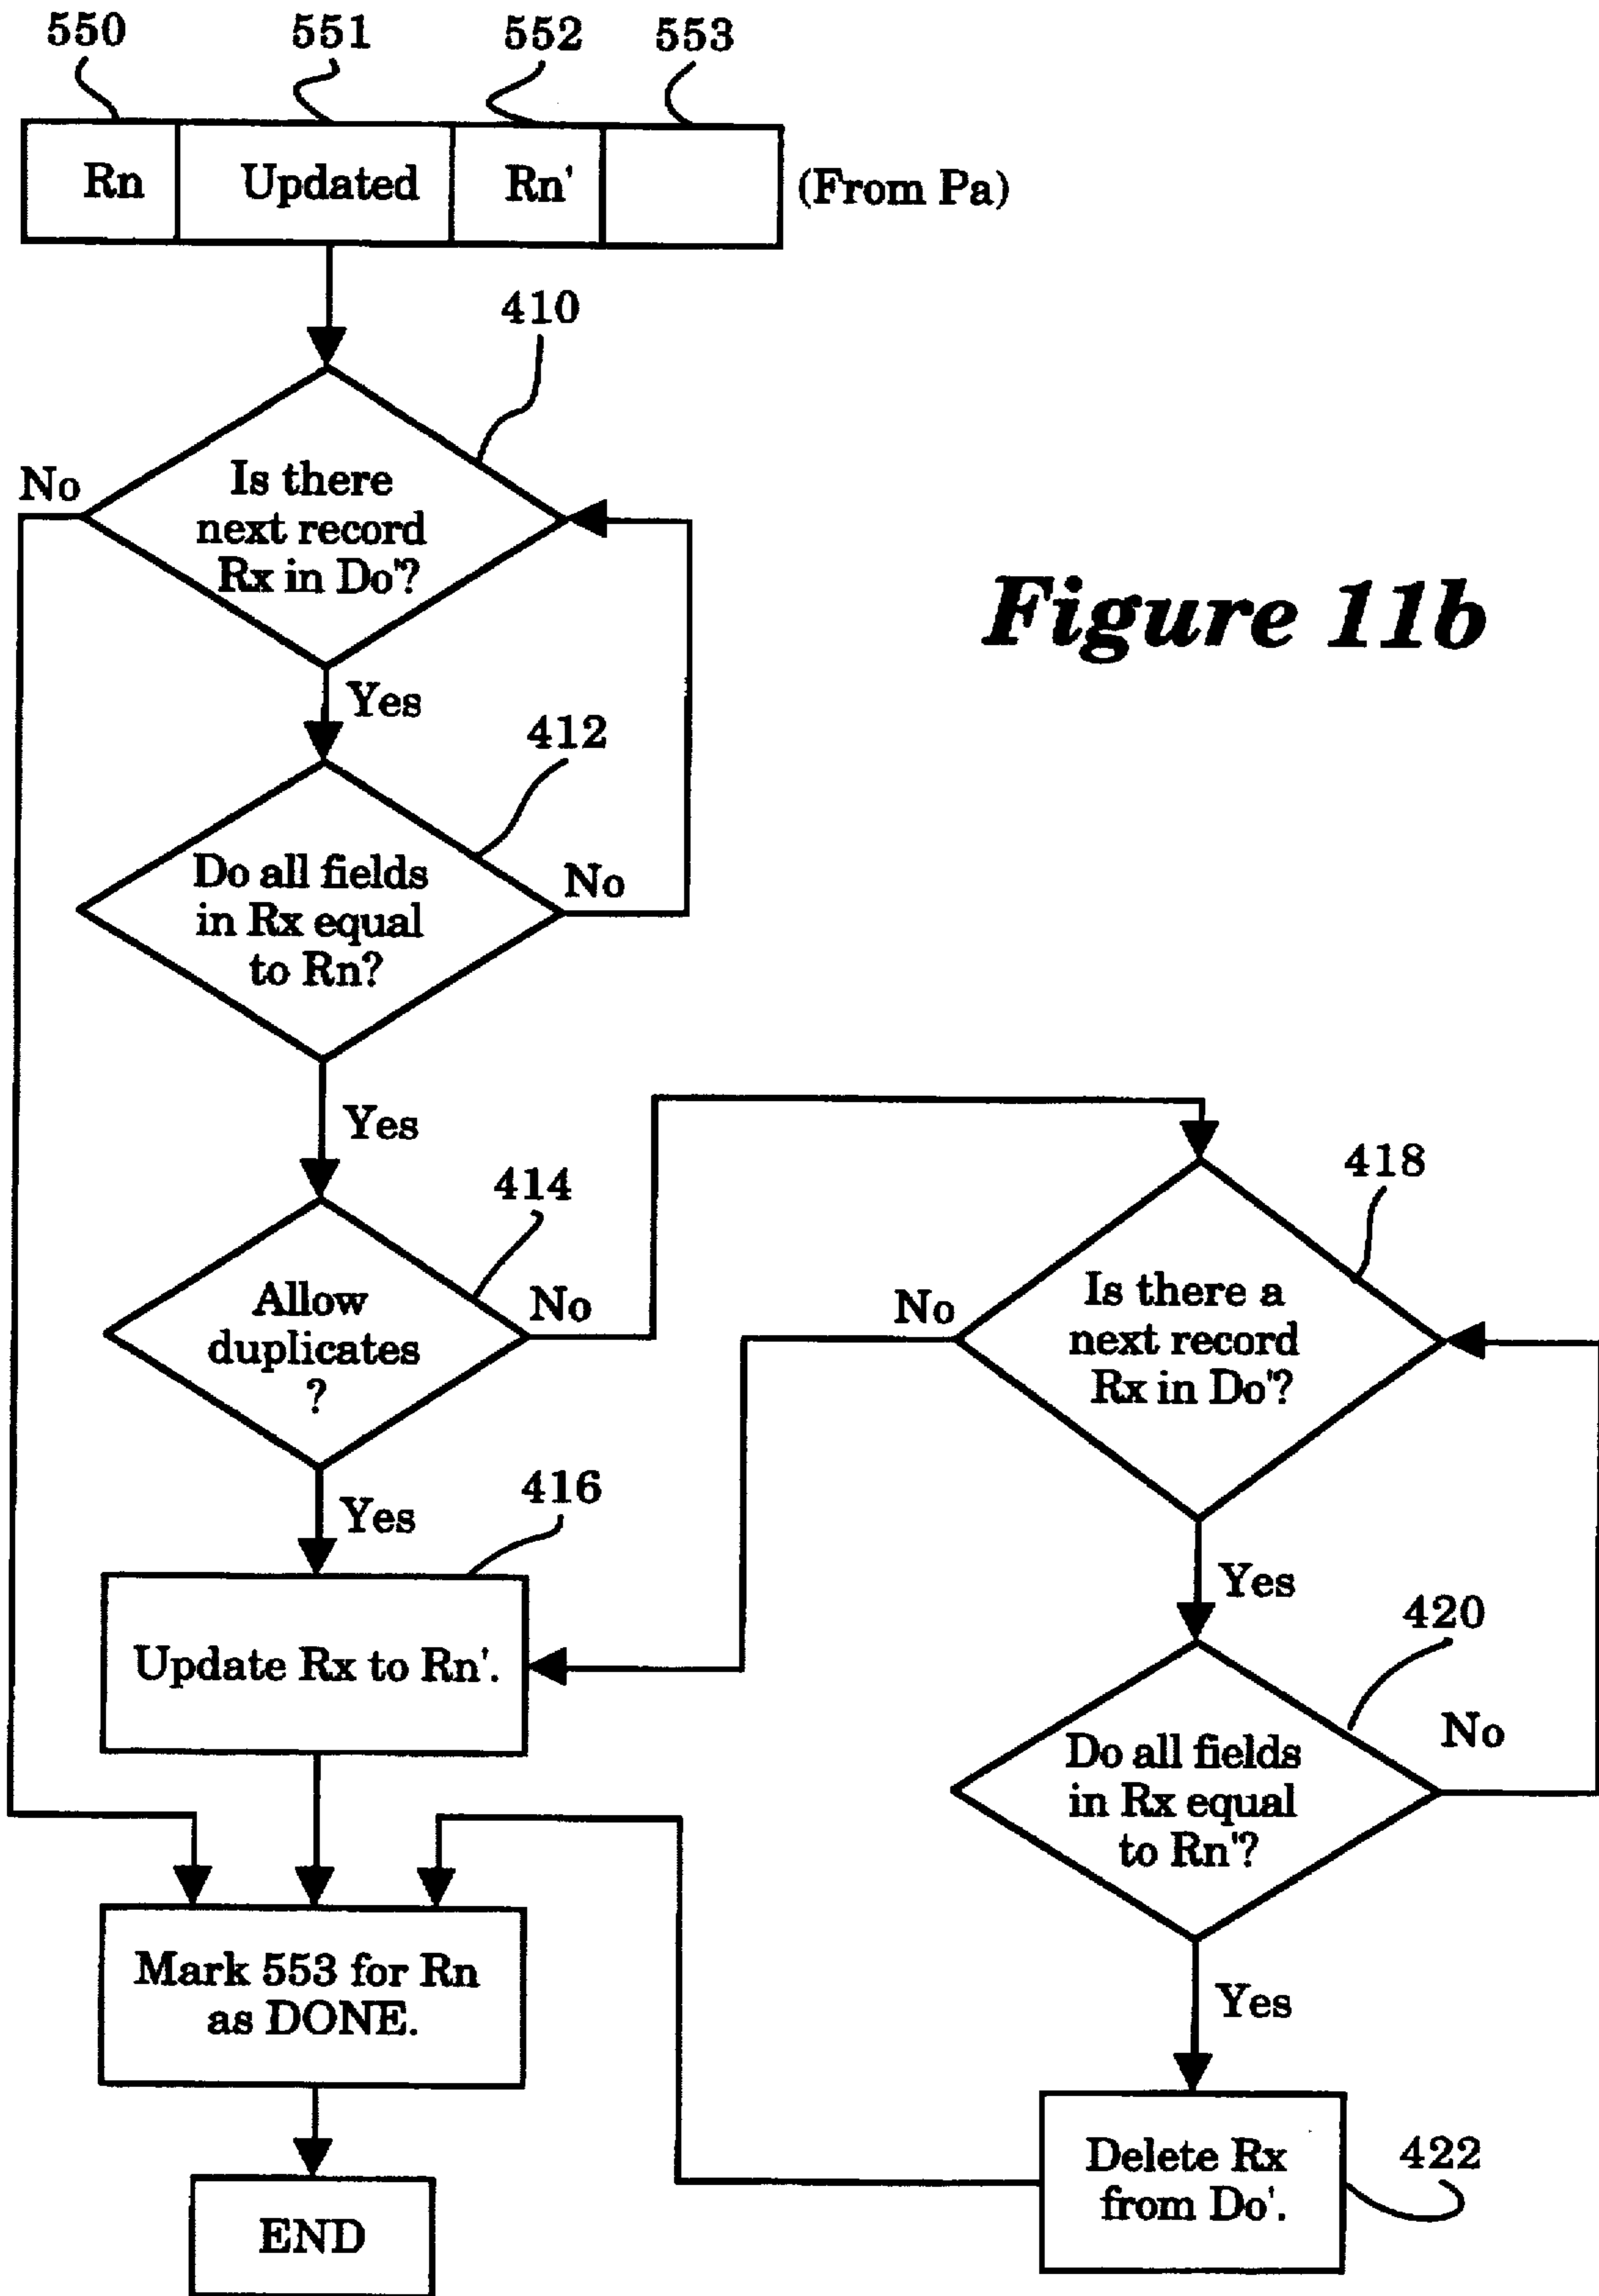 550 551 552 553
Rn Updated Rn' (From Pa)
410
No
Is there
next record
Rx in Do'?
Figure 11b
Yes
412
Do all fields
in Rx equal
to Rn?
No
Yes
414
Allow
duplicates
?
No
418
Is there a
next record
Rx in Do'?
No
Yes
416
Update Rx to Rn'.
Yes
420
Do all fields
in Rx equal
to Rn'?
No
Mark 553 for Rn
as DONE.
Yes
Delete Rx
from Do'.
422
END